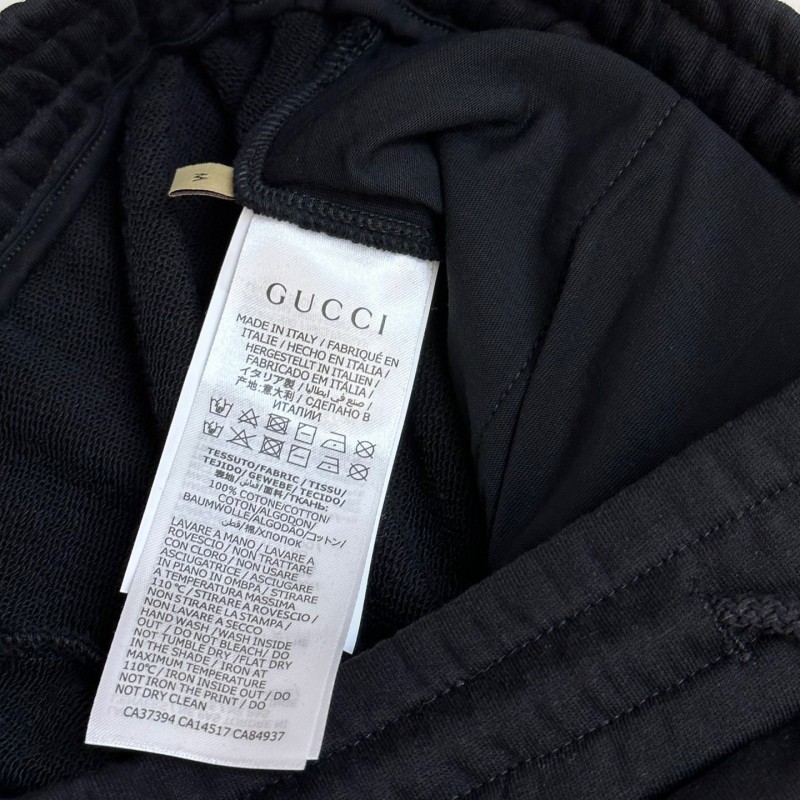 GUCCI
MADE IN ITALY / FABRIQUÉ EN
ITALIE / HECHO EN ITALIA /
HERGESTELLT IN ITALIEN /
FABRICADO EM ITÁLIA /
イタリア製 / صنع في إيطاليا /
产地:意大利 / СДЕЛАНО В
ИТАЛИИ
TESSUTO/FABRIC / TISSU/
TEJIDO/GEWEBE/TECIDO/
表地/قماش/面料/ТКАНЬ:
100% COTONE/COTTON/
COTON/ALGODON/
BAUMWOLLE/ALGODÃO/コットン/
قطن/棉/ХЛОПОК
LAVARE A MANO / LAVARE A
ROVESCIO / NON TRATTARE
CON CLORO / NON USARE
ASCIUGATRICE / ASCIUGARE
IN PIANO IN OMBRA / STIRARE
A TEMPERATURA MASSIMA
110°C / STIRARE A ROVESCIO /
NON STIRARE LA STAMPA /
NON LAVARE A SECCO
HAND WASH /WASH INSIDE
OUT / DO NOT BLEACH/ DO
NOT TUMBLE DRY/ FLAT DRY
IN THE SHADE / IRON AT
MAXIMUM TEMPERATURE
110°C/ IRON INSIDE OUT / DO
NOT IRON THE PRINT / DO
NOT DRY CLEAN
CA37394 CA14517 CA84937